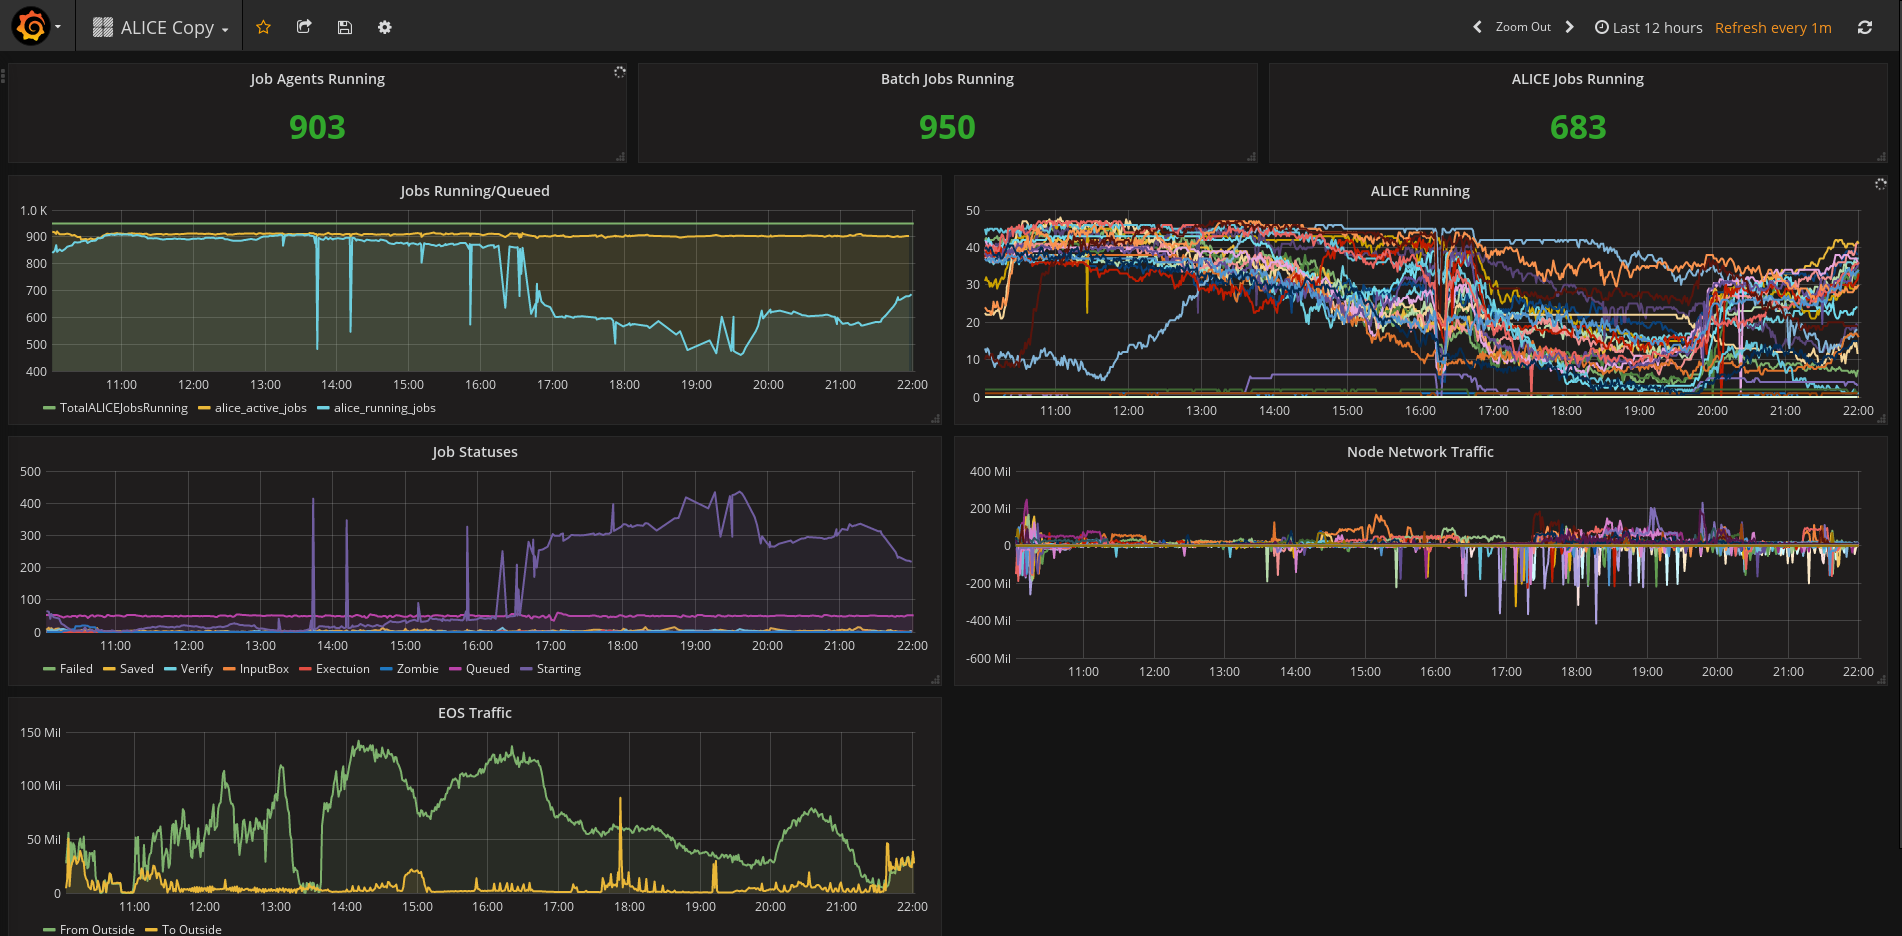 ALICE Copy
Zoom Out
Last 12 hours
Refresh every 1m
Job Agents Running
903
Batch Jobs Running
950
ALICE Jobs Running
683
Jobs Running/Queued
1.0 K
900
800
700
600
500
400
11:00 12:00 13:00 14:00 15:00 16:00 17:00 18:00 19:00 20:00 21:00 22:00
TotalALICEJobsRunning alice_active_jobs alice_running_jobs
ALICE Running
50
40
30
20
10
0
11:00 12:00 13:00 14:00 15:00 16:00 17:00 18:00 19:00 20:00 21:00 22:00
Job Statuses
500
400
300
200
100
0
11:00 12:00 13:00 14:00 15:00 16:00 17:00 18:00 19:00 20:00 21:00 22:00
Failed Saved Verify InputBox Exectuion Zombie Queued Starting
Node Network Traffic
400 Mil
200 Mil
0
-200 Mil
-400 Mil
-600 Mil
11:00 12:00 13:00 14:00 15:00 16:00 17:00 18:00 19:00 20:00 21:00 22:00
EOS Traffic
150 Mil
100 Mil
50 Mil
0
11:00 12:00 13:00 14:00 15:00 16:00 17:00 18:00 19:00 20:00 21:00 22:00
From Outside To Outside